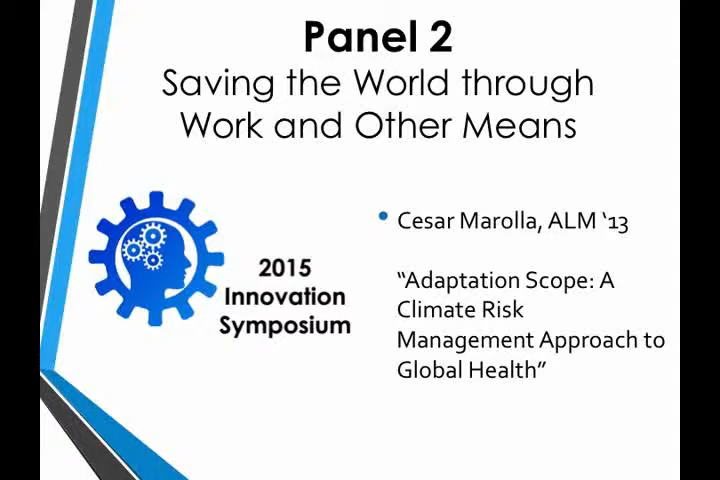 Panel 2
Saving the World through
Work and Other Means
2015
Innovation
Symposium
• Cesar Marolla, ALM ‘13
“Adaptation Scope: A
Climate Risk
Management Approach to
Global Health”